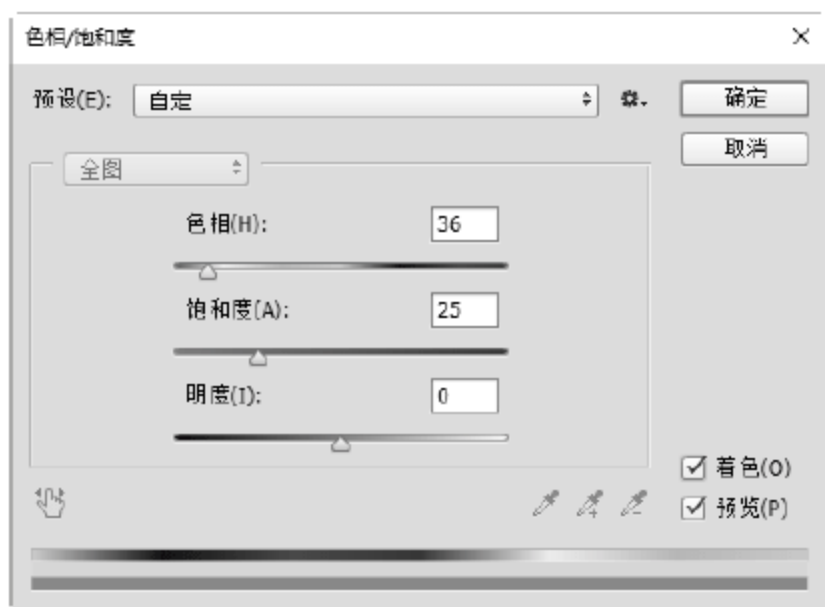 色相/饱和度
预设(E): 自定 确定
取消
全图
色相(H): 36
饱和度(A): 25
明度(I): 0
着色(O)
预览(P)